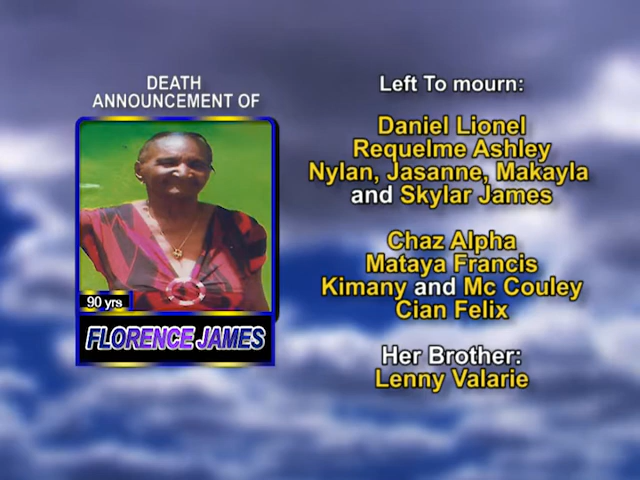 DEATH
ANNOUNCEMENT OF
90 yrs
FLORENCE JAMES
Left To mourn:
Daniel Lionel
Requelme Ashley
Nylan, Jasanne, Makayla
and Skylar James
Chaz Alpha
Mataya Francis
Kimany and Mc Couley
Cian Felix
Her Brother:
Lenny Valarie